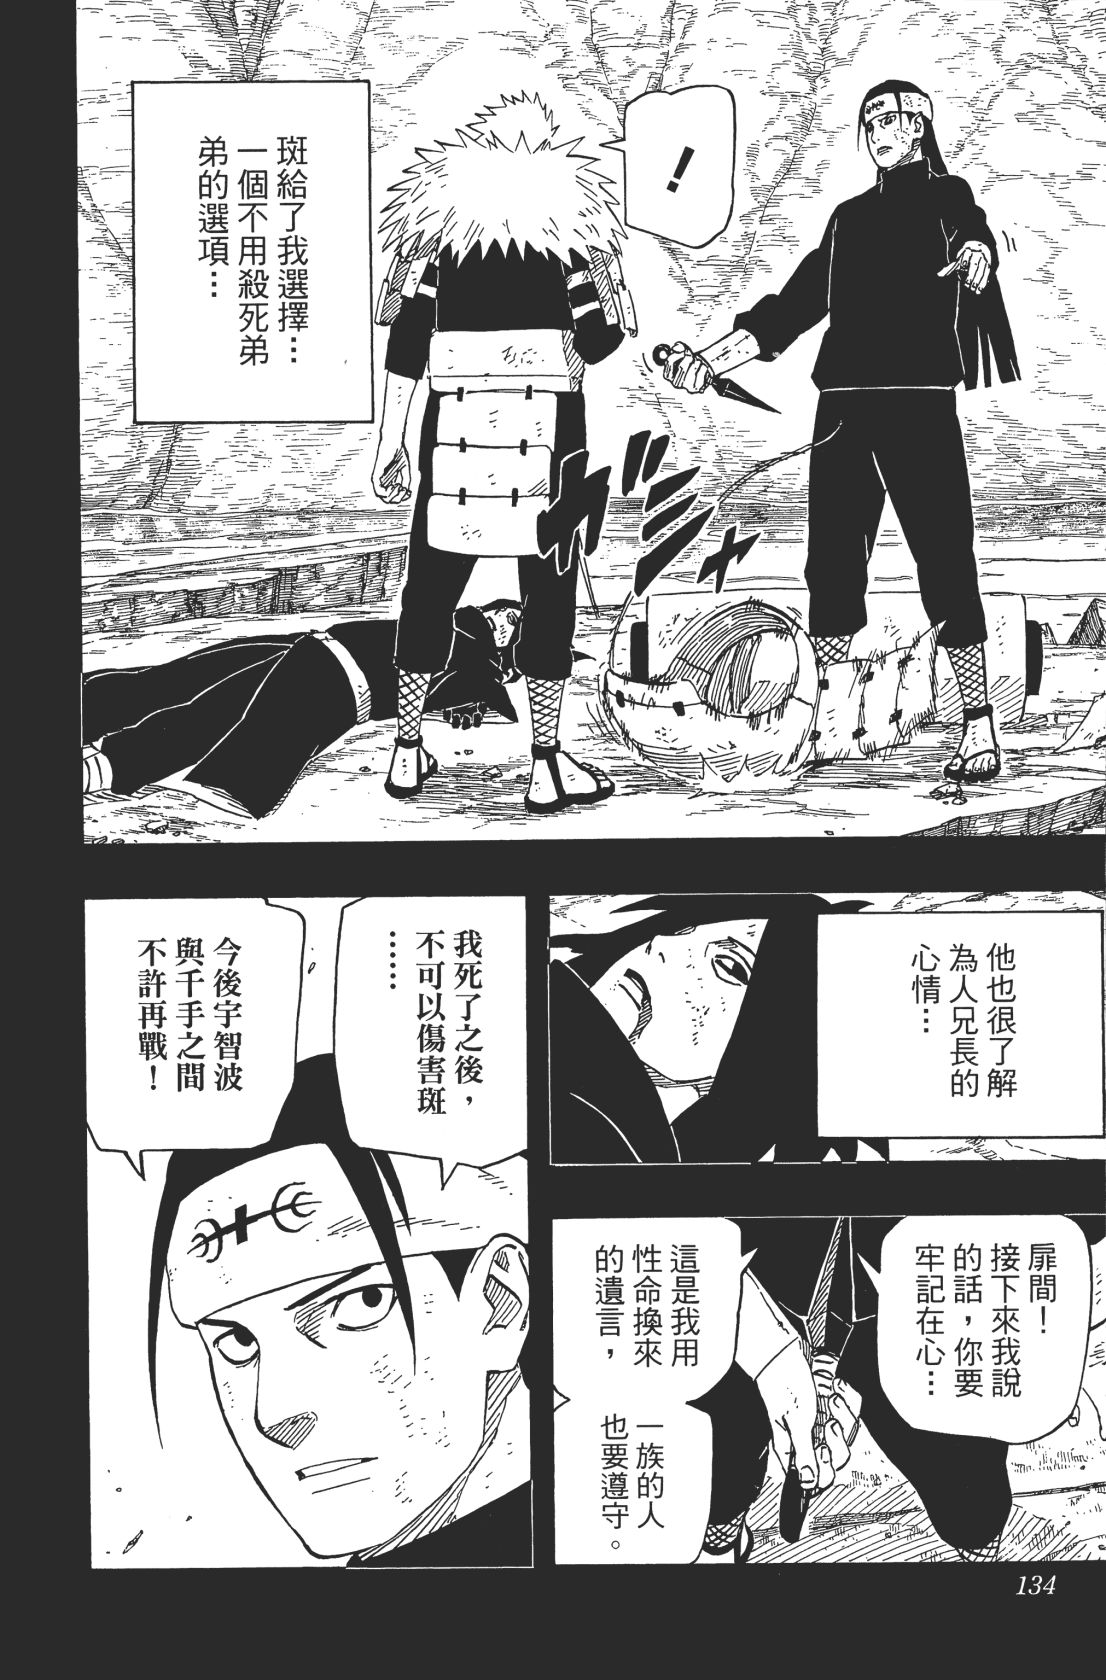 ！
斑給了我選擇…
一個不用殺死弟
弟的選項…
他也很了解
為人兄長的
心情…
扉間！
接下來我說
的話，你要
牢記在心…
這是我用
性命換來
的遺言，
一族的人
也要遵守。
我死了之後，
不可以傷害斑
……
今後宇智波
與千手之間
不許再戰！
134